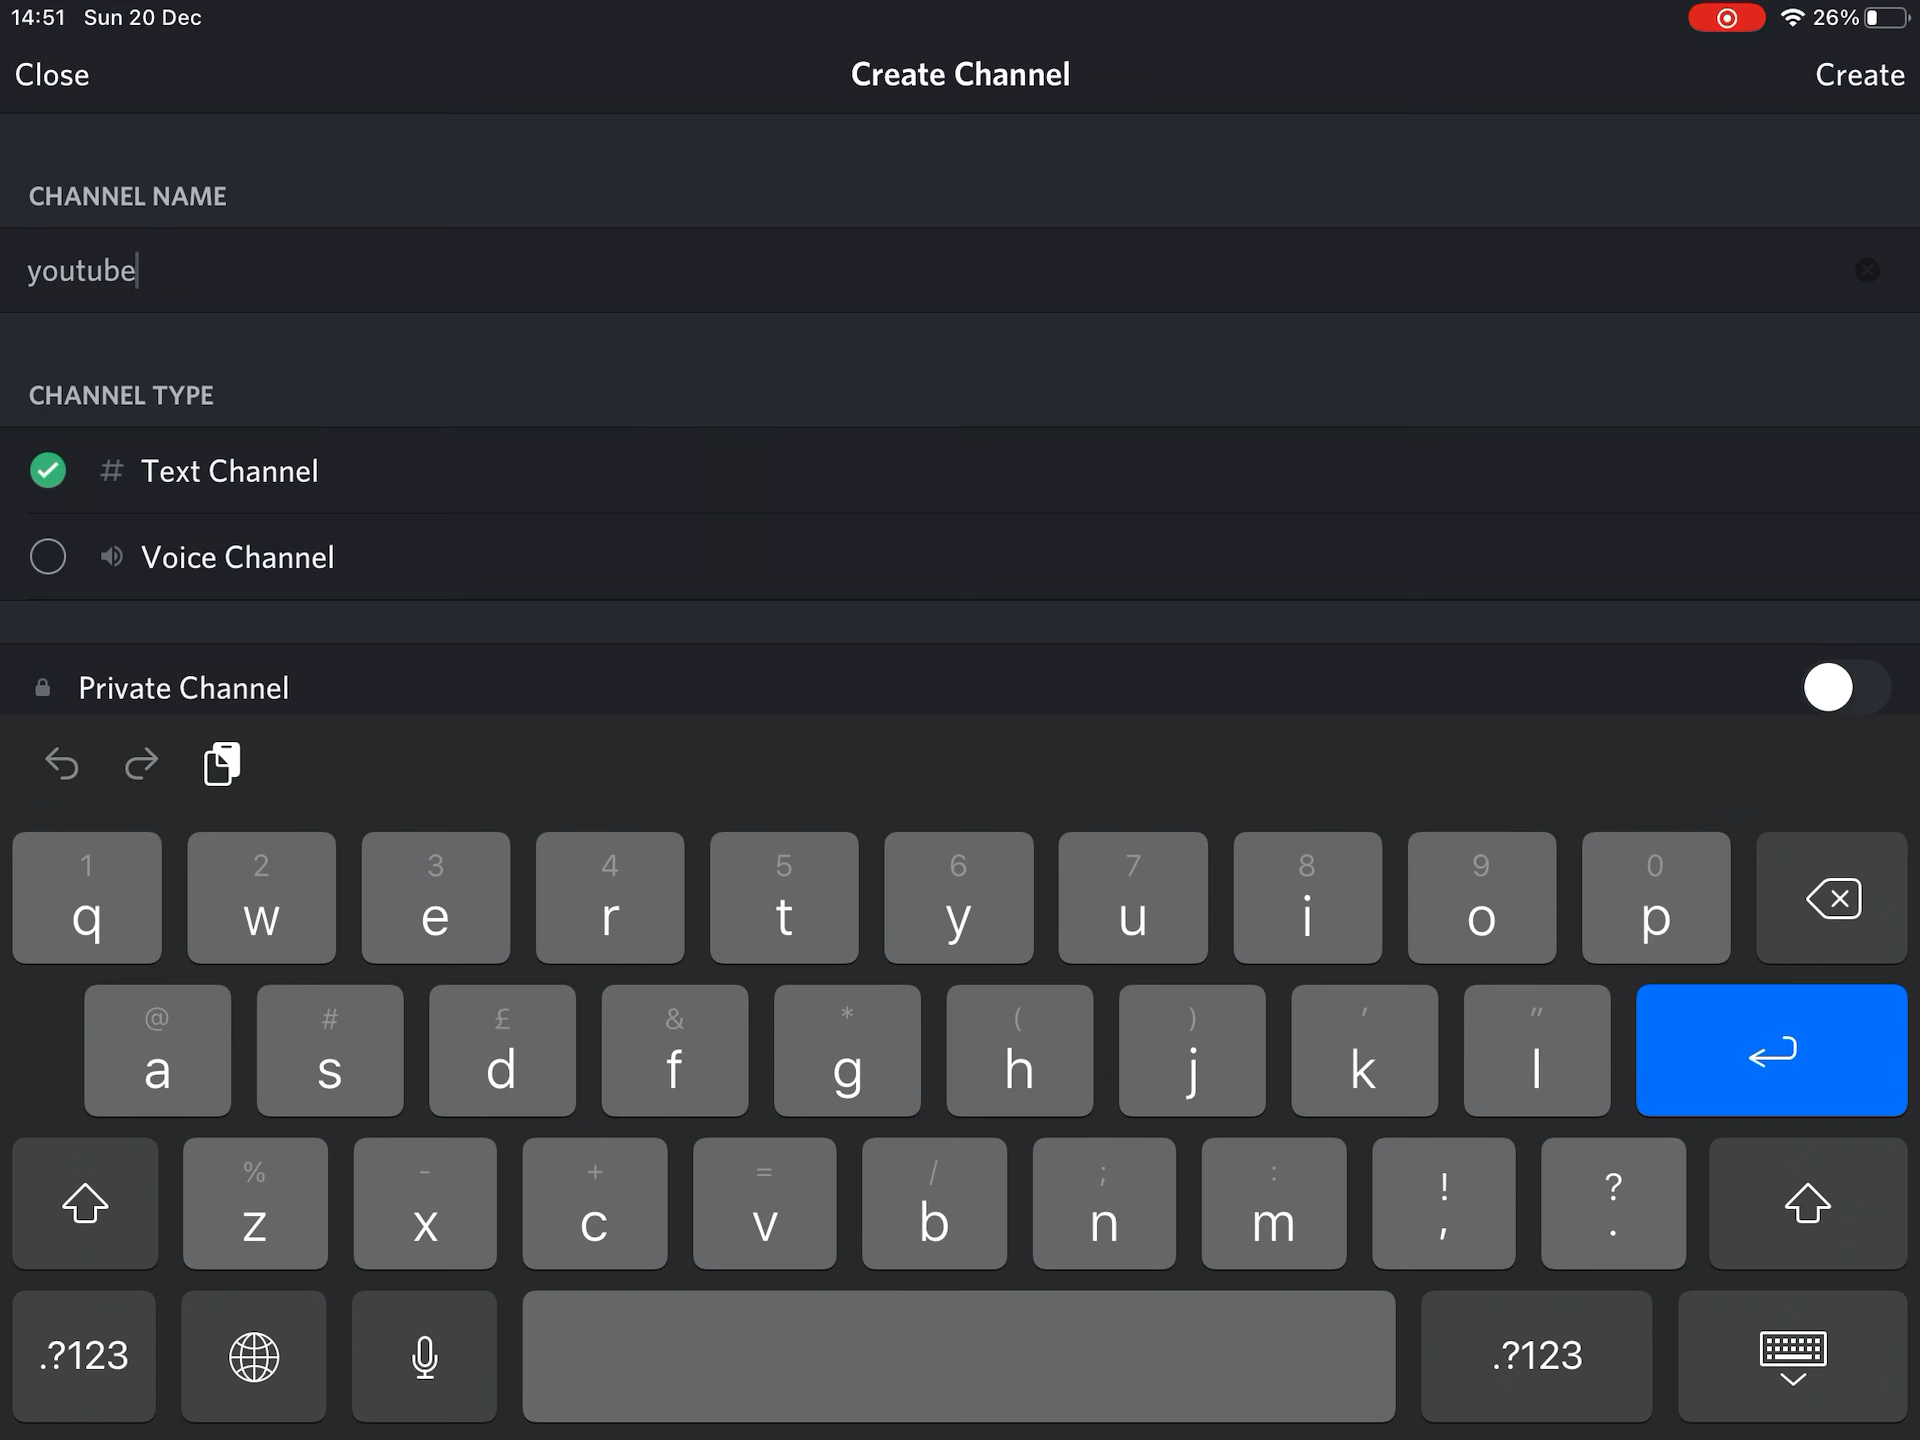 14:51 Sun 20 Dec 26%
Close Create Channel Create
CHANNEL NAME
youtube
CHANNEL TYPE
# Text Channel
Voice Channel
Private Channel
1 2 3 4 5 6 7 8 9 0
q w e r t y u i o p
@ # £ & * ( ) ' "
a s d f g h j k l
% - + = / ; : ! ?
z x c v b n m , .
.?123 .?123